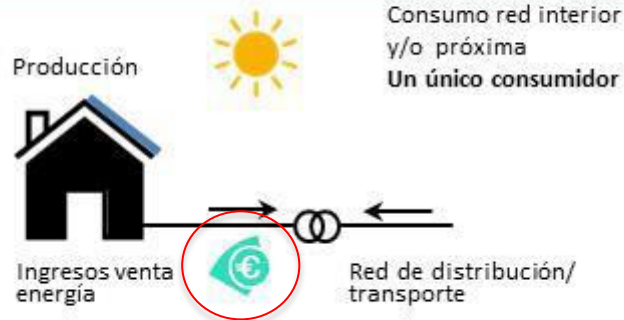 Consumo red interior
y/o próxima
Un único consumidor
Producción
€
Ingresos venta
energía
Red de distribución/
transporte